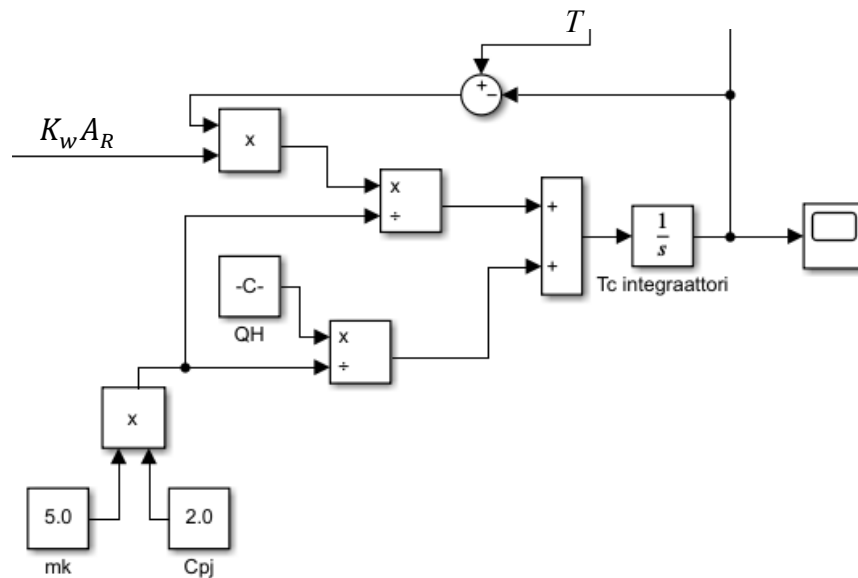 T
+
−
K_w A_R
x
x
÷
+
+
1
s
Tc integraattori
-C-
QH
x
÷
x
5.0
2.0
mk
Cpj